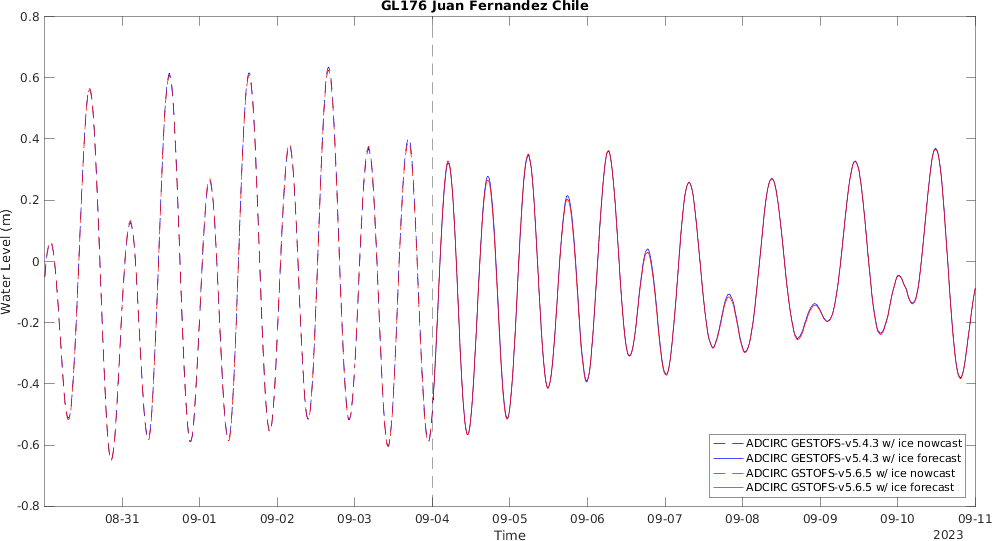 GL176 Juan Fernandez Chile
0.8
0.6
0.4
0.2
0
-0.2
-0.4
-0.6
-0.8
Water Level (m)
ADCIRC GESTOFS-v5.4.3 w/ ice nowcast
ADCIRC GESTOFS-v5.4.3 w/ ice forecast
ADCIRC GSTOFS-v5.6.5 w/ ice nowcast
ADCIRC GSTOFS-v5.6.5 w/ ice forecast
08-31 09-01 09-02 09-03 09-04 09-05 09-06 09-07 09-08 09-09 09-10 09-11
Time
2023